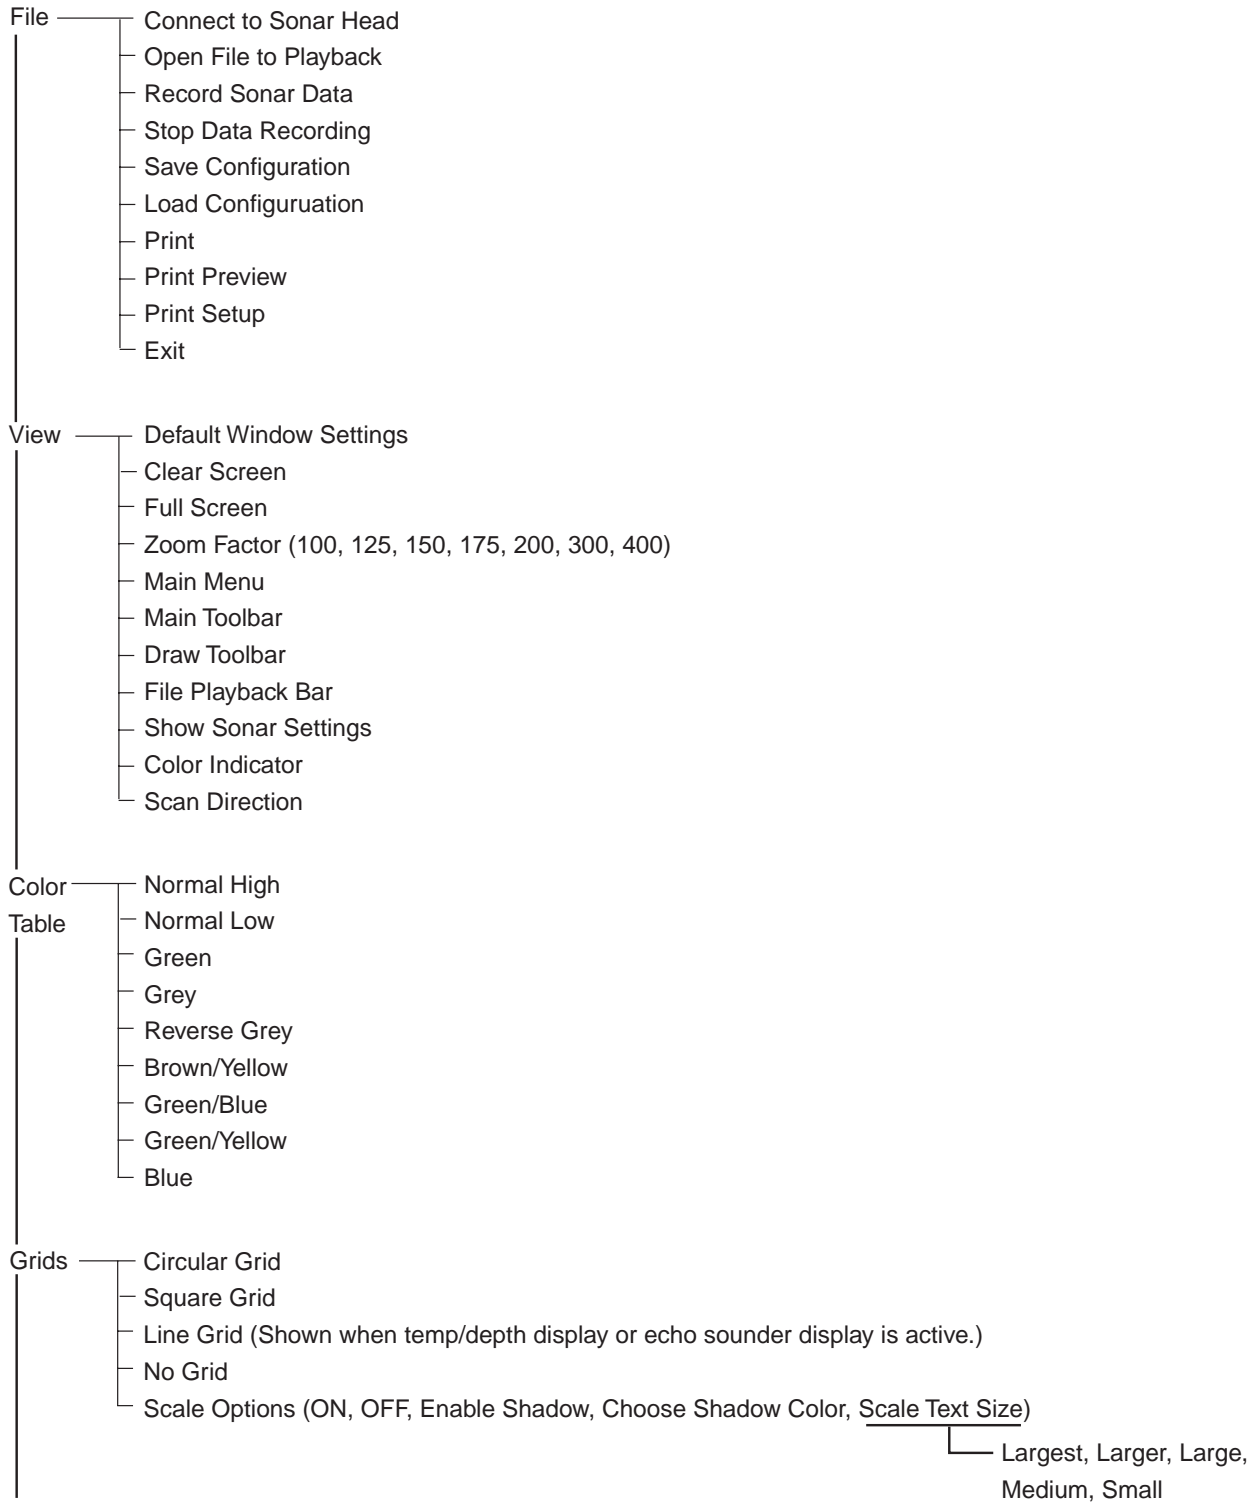 File
Connect to Sonar Head
Open File to Playback
Record Sonar Data
Stop Data Recording
Save Configuration
Load Configuruation
Print
Print Preview
Print Setup
Exit
View
Default Window Settings
Clear Screen
Full Screen
Zoom Factor (100, 125, 150, 175, 200, 300, 400)
Main Menu
Main Toolbar
Draw Toolbar
File Playback Bar
Show Sonar Settings
Color Indicator
Scan Direction
Color
Table
Normal High
Normal Low
Green
Grey
Reverse Grey
Brown/Yellow
Green/Blue
Green/Yellow
Blue
Grids
Circular Grid
Square Grid
Line Grid (Shown when temp/depth display or echo sounder display is active.)
No Grid
Scale Options (ON, OFF, Enable Shadow, Choose Shadow Color, Scale Text Size)
Largest, Larger, Large,
Medium, Small